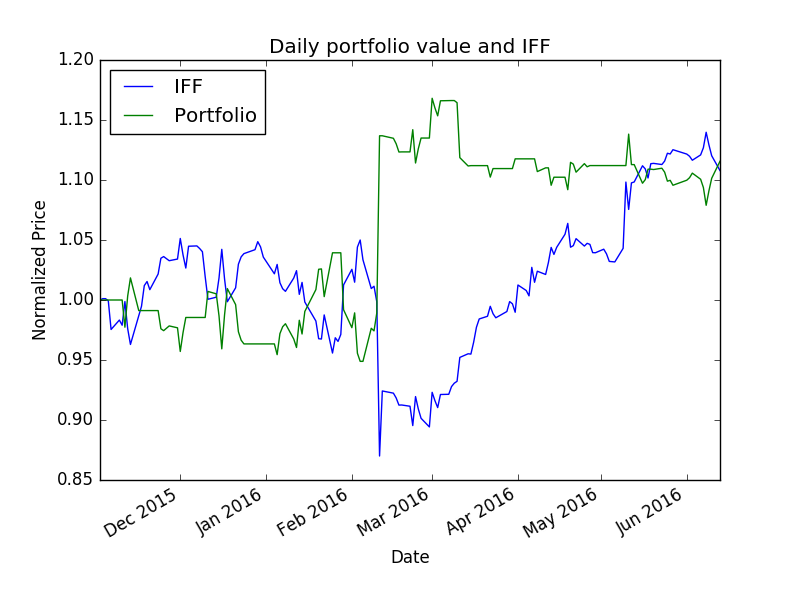 Daily portfolio value and IFF
IFF
Portfolio
1.20
1.15
1.10
1.05
1.00
0.95
0.90
0.85
Normalized Price
Dec 2015
Jan 2016
Feb 2016
Mar 2016
Apr 2016
May 2016
Jun 2016
Date